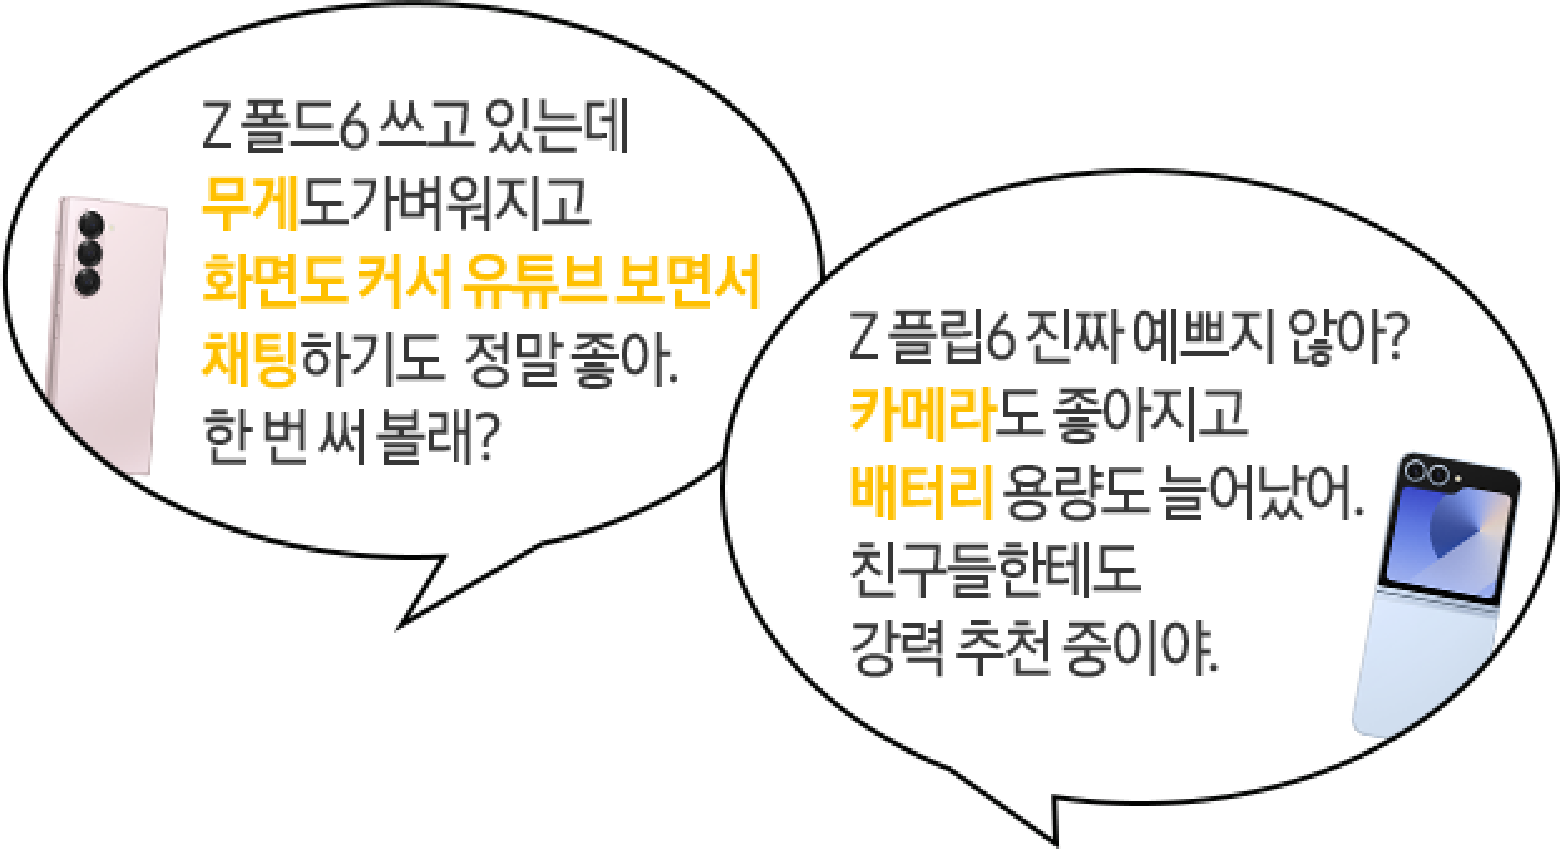 Z 폴드6 쓰고 있는데
무게도가벼워지고
화면도 커서 유튜브 보면서
채팅하기도 정말 좋아.
한 번 써 볼래?
Z 플립6 진짜 예쁘지 않아?
카메라도 좋아지고
배터리 용량도 늘어났어.
친구들한테도
강력 추천 중이야.